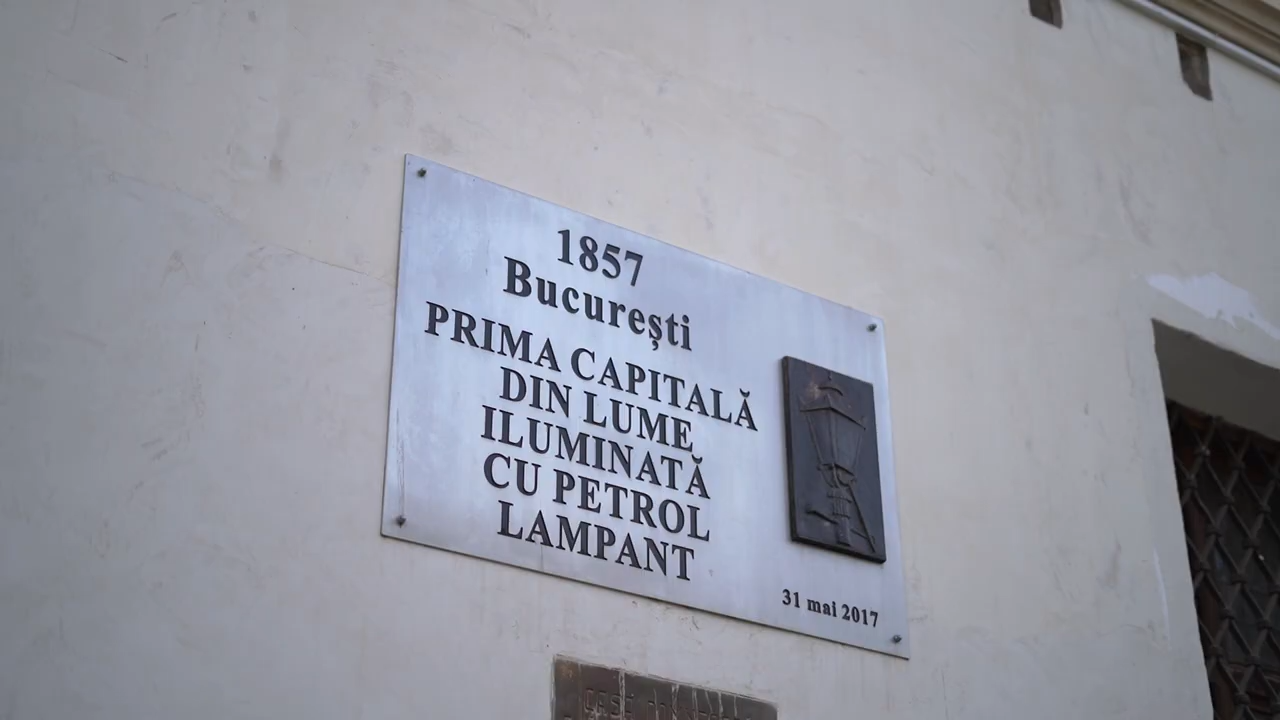 1857
București
PRIMA CAPITALĂ
DIN LUME
ILUMINATĂ
CU PETROL
LAMPANT
31 mai 2017